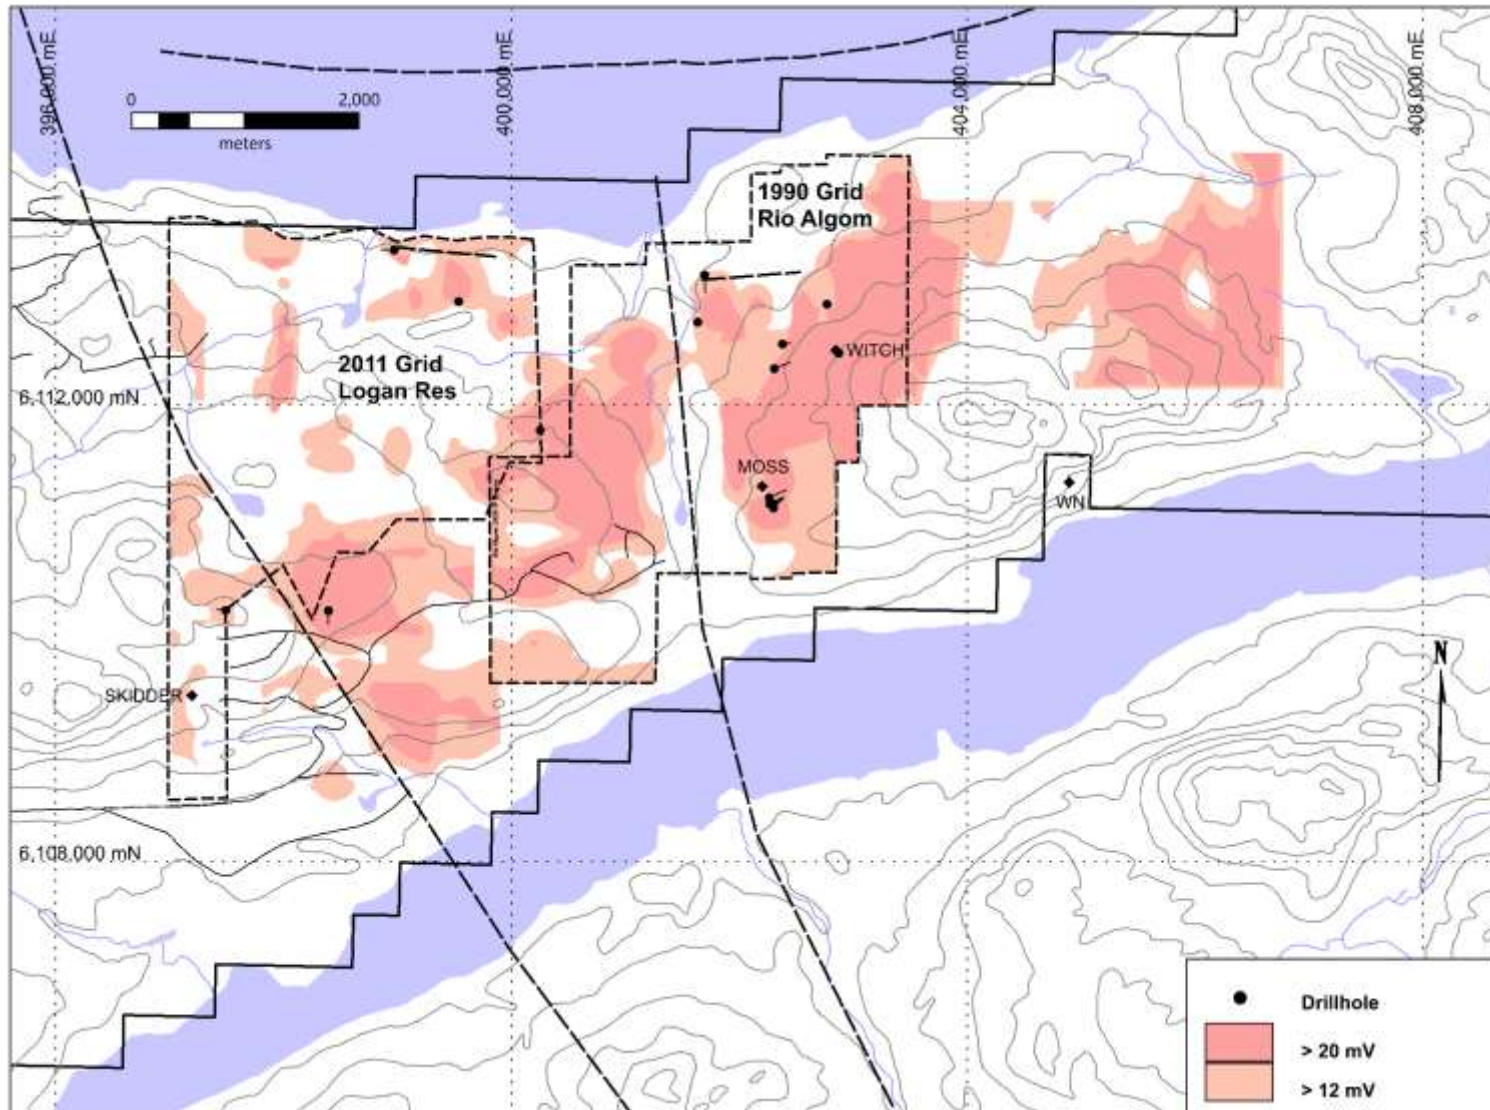 396,000 mE
400,000 mE
404,000 mE
408,000 mE
0 2,000
meters
1990 Grid
Rio Algom
2011 Grid
Logan Res
WITCH
6,112,000 mN
MOSS
WN
SKIDDER
N
6,108,000 mN
Drillhole
> 20 mV
> 12 mV